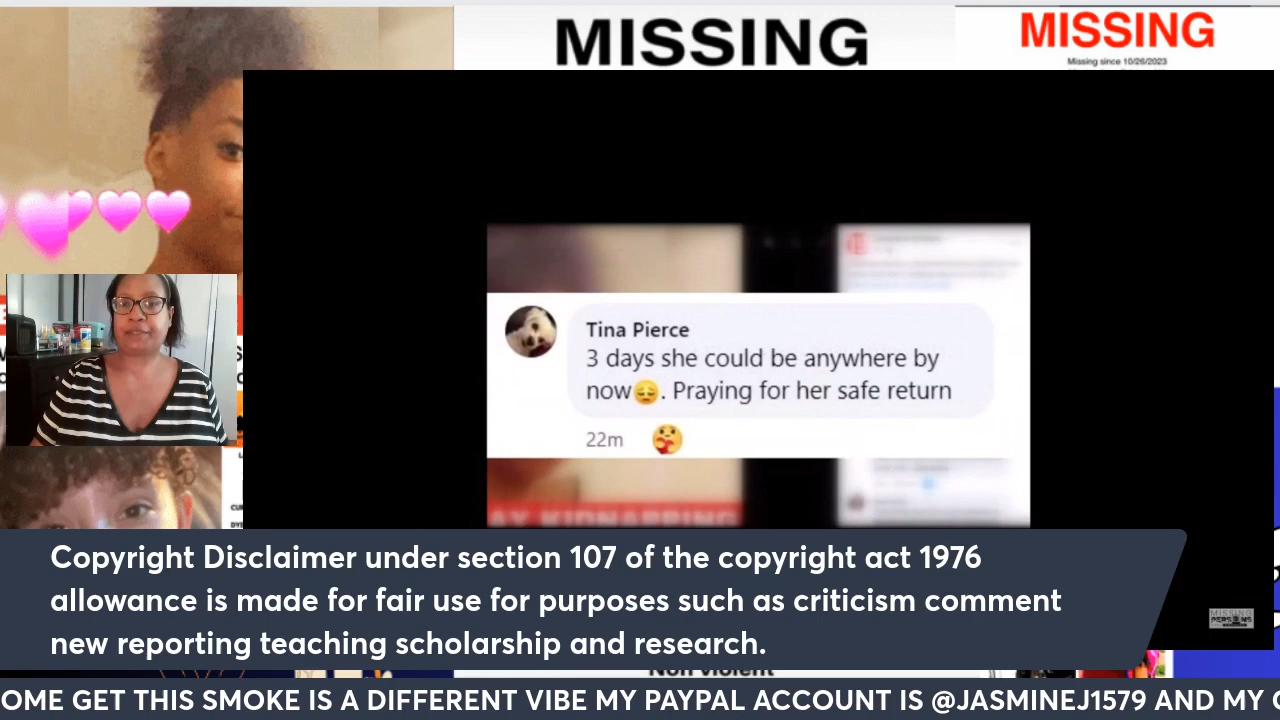 MISSING
MISSING
Missing since 10/26/2023
Tina Pierce
3 days she could be anywhere by
now😔. Praying for her safe return
22m
Copyright Disclaimer under section 107 of the copyright act 1976
allowance is made for fair use for purposes such as criticism comment
new reporting teaching scholarship and research.
MISSING
PERSONS
Non violent
OME GET THIS SMOKE IS A DIFFERENT VIBE MY PAYPAL ACCOUNT IS @JASMINEJ1579 AND MY